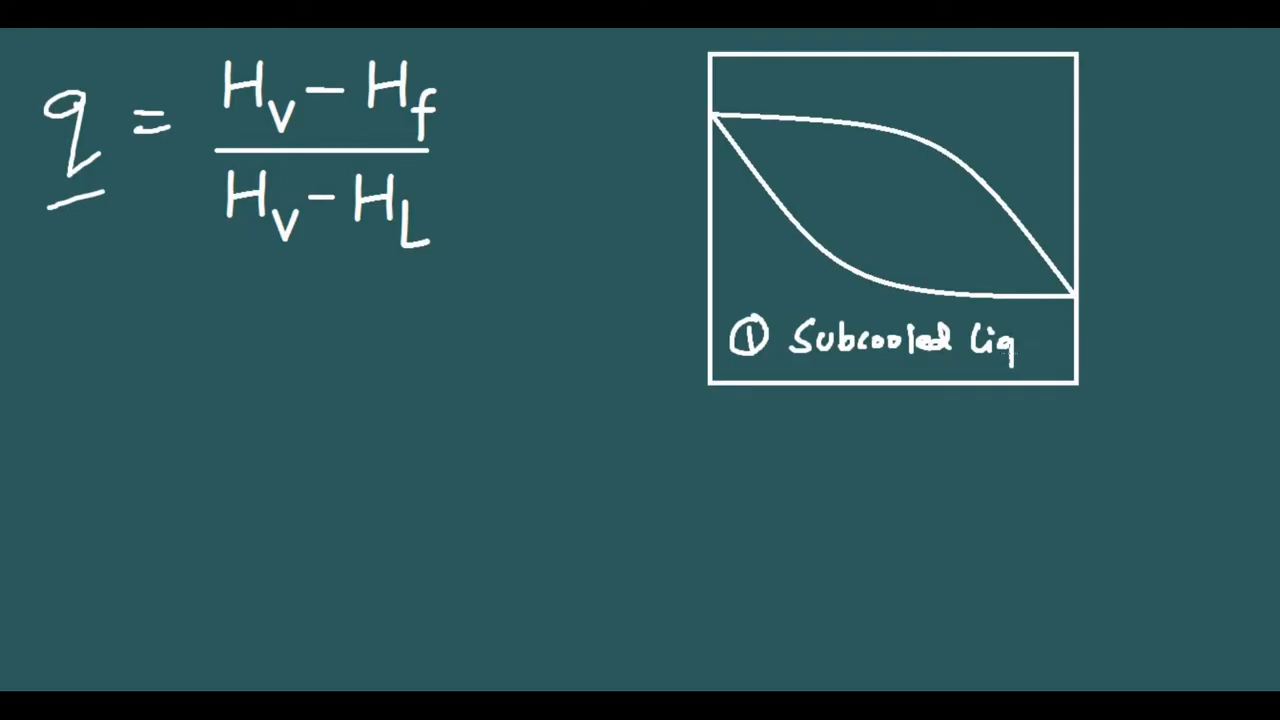 q = Hv - Hf
Hv - HL
① Subcooled Liq